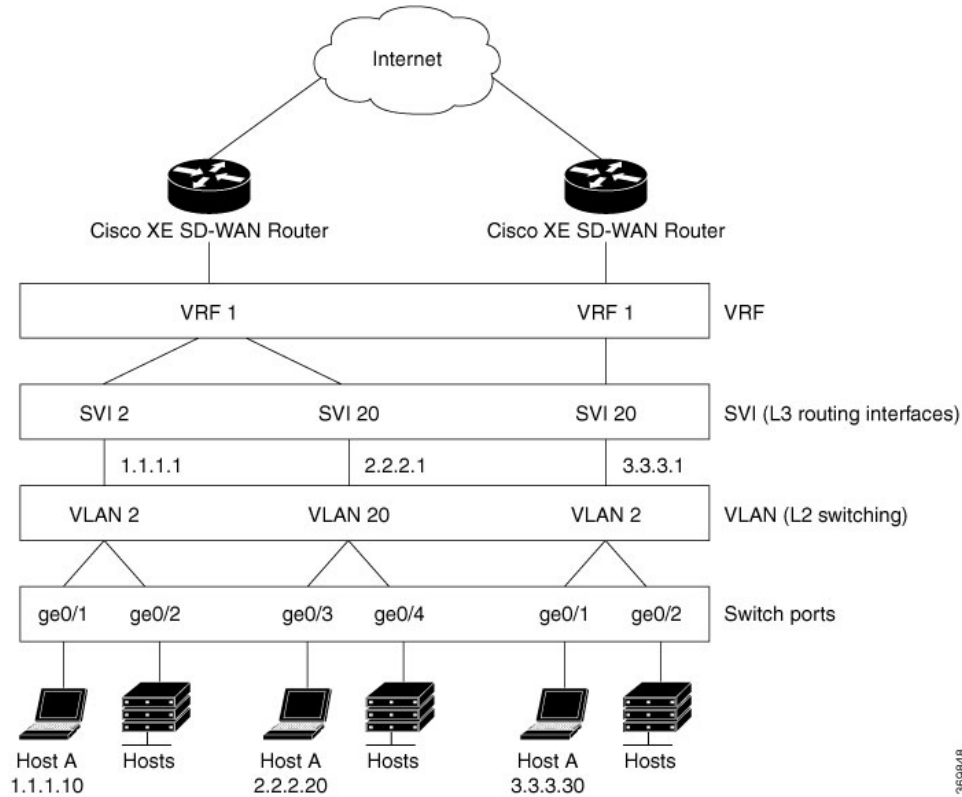 Internet
Cisco XE SD-WAN Router
Cisco XE SD-WAN Router
VRF 1
VRF 1
VRF
SVI 2
SVI 20
SVI 20
SVI (L3 routing interfaces)
1.1.1.1
2.2.2.1
3.3.3.1
VLAN 2
VLAN 20
VLAN 2
VLAN (L2 switching)
ge0/1
ge0/2
ge0/3
ge0/4
ge0/1
ge0/2
Switch ports
Host A
1.1.1.10
Hosts
Host A
2.2.2.20
Hosts
Host A
3.3.3.30
Hosts
369848